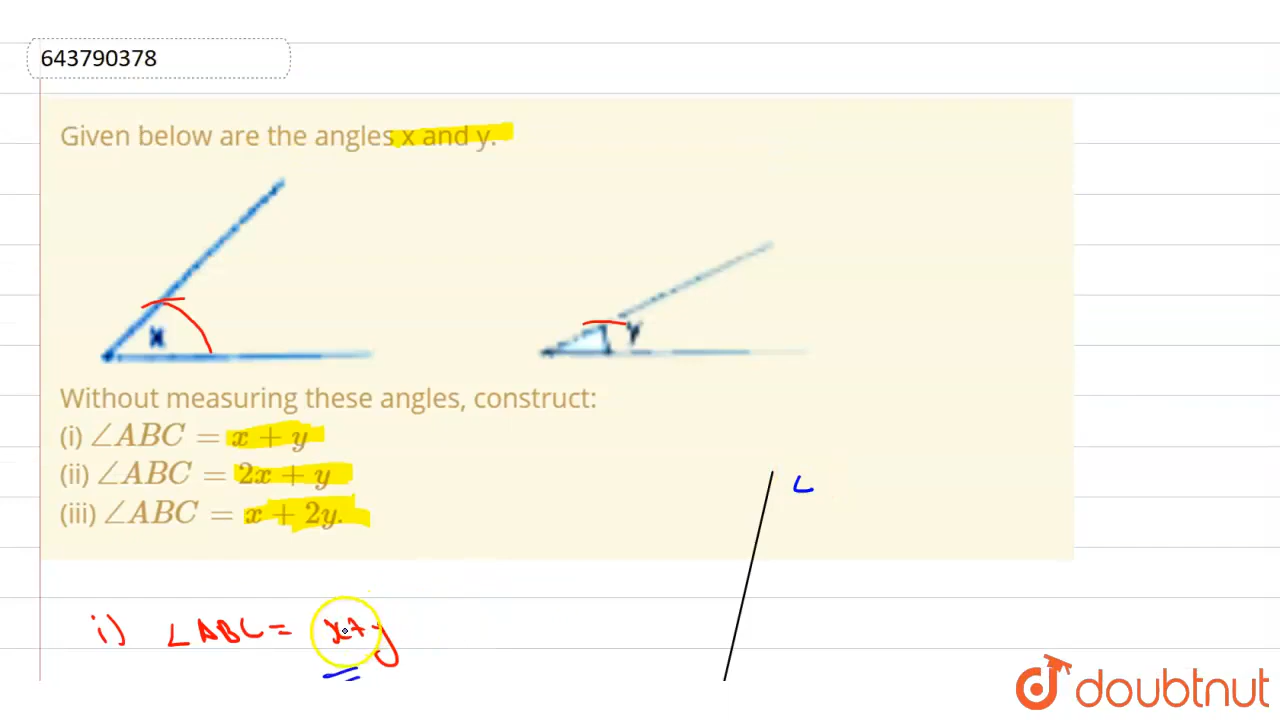 643790378
Given below are the angles x and y.
x
Y
Without measuring these angles, construct:
(i) ∠ABC = x + y
(ii) ∠ABC = 2x + y
(iii) ∠ABC = x + 2y.
∠
i) ∠ABC = x+y
doubtnut